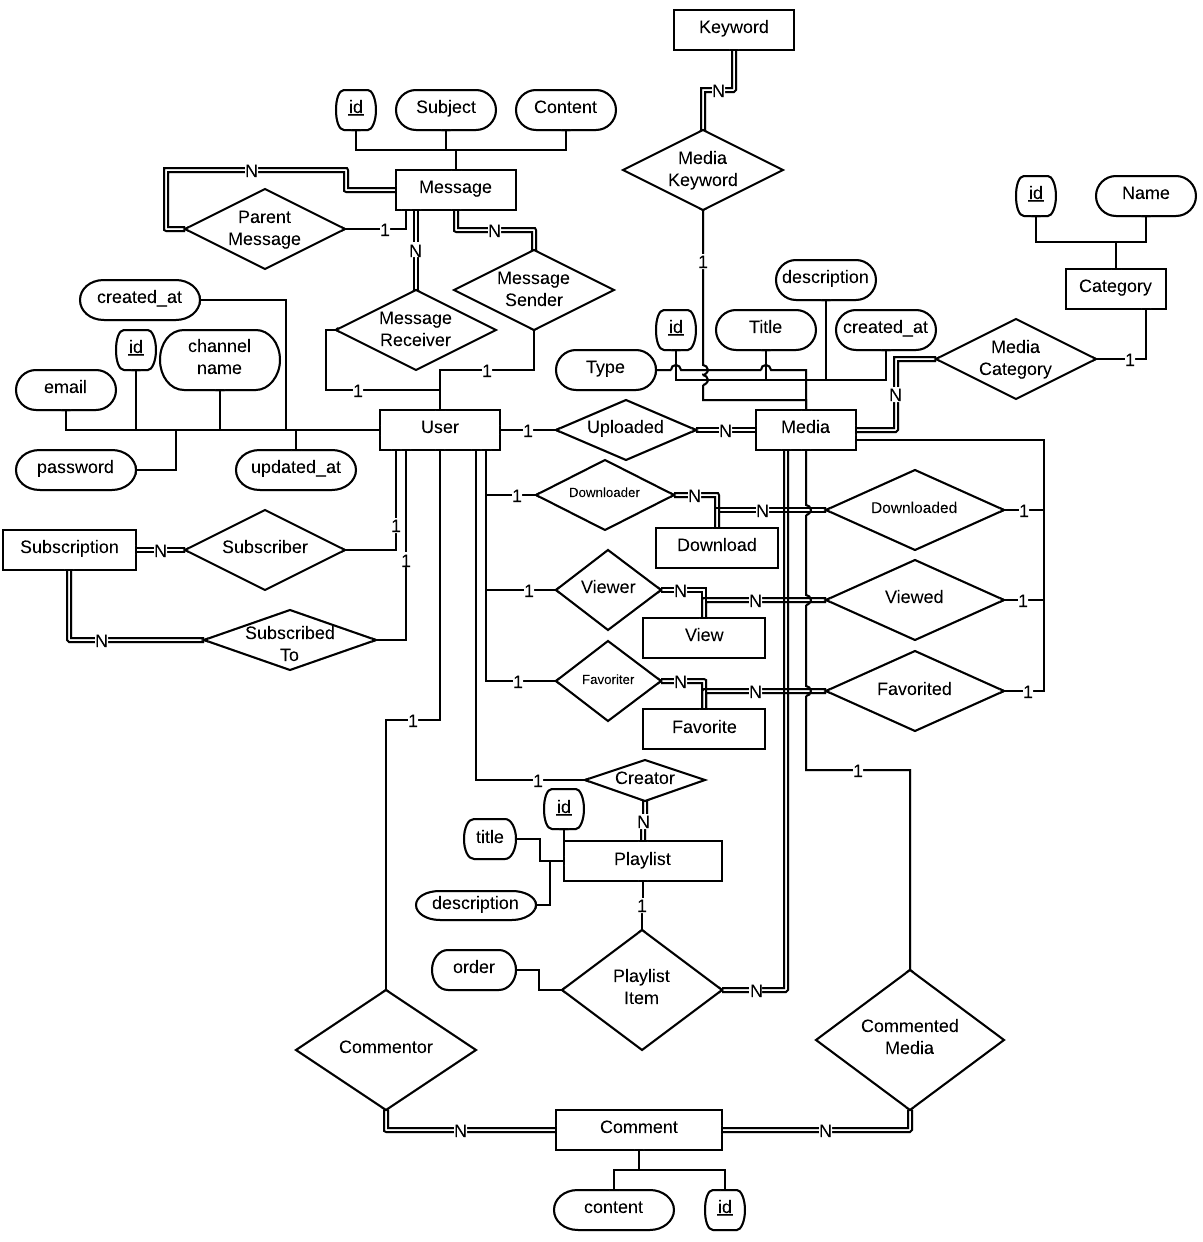 Keyword
N
id
Subject
Content
Media
Keyword
N
Message
id
Name
Parent
Message
1
N
N
1
Category
created_at
Message
Sender
description
Message
Receiver
id
Title
created_at
id
channel
name
Media
Category
1
email
1
1
Type
N
User
1
Uploaded
N
Media
password
updated_at
1
Downloader
N
N
Downloaded
1
1
Subscription
N
Subscriber
Download
1
1
Viewer
N
N
Viewed
1
Subscribed
To
N
View
1
Favoriter
N
N
Favorited
1
1
Favorite
1
1
Creator
id
N
title
Playlist
description
1
order
Playlist
Item
N
Commentor
Commented
Media
N
Comment
N
content
id